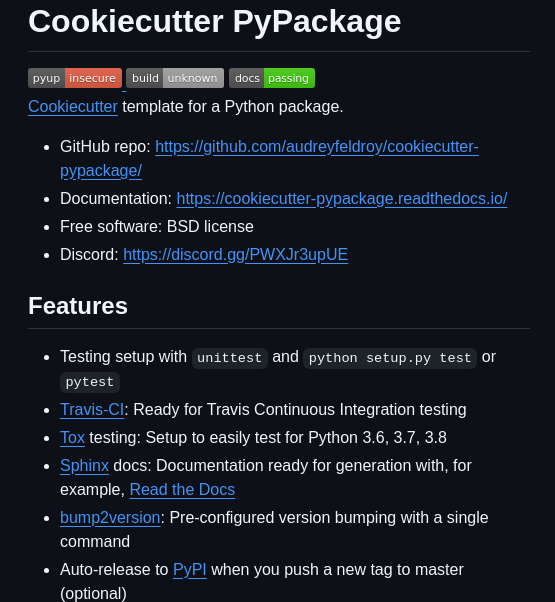 Cookiecutter PyPackage
pyup insecure build unknown docs passing
Cookiecutter template for a Python package.
• GitHub repo: https://github.com/audreyfeldroy/cookiecutter-
pypackage/
• Documentation: https://cookiecutter-pypackage.readthedocs.io/
• Free software: BSD license
• Discord: https://discord.gg/PWXJr3upUE
Features
• Testing setup with unittest and python setup.py test or
pytest
• Travis-CI: Ready for Travis Continuous Integration testing
• Tox testing: Setup to easily test for Python 3.6, 3.7, 3.8
• Sphinx docs: Documentation ready for generation with, for
example, Read the Docs
• bump2version: Pre-configured version bumping with a single
command
• Auto-release to PyPI when you push a new tag to master
(optional)